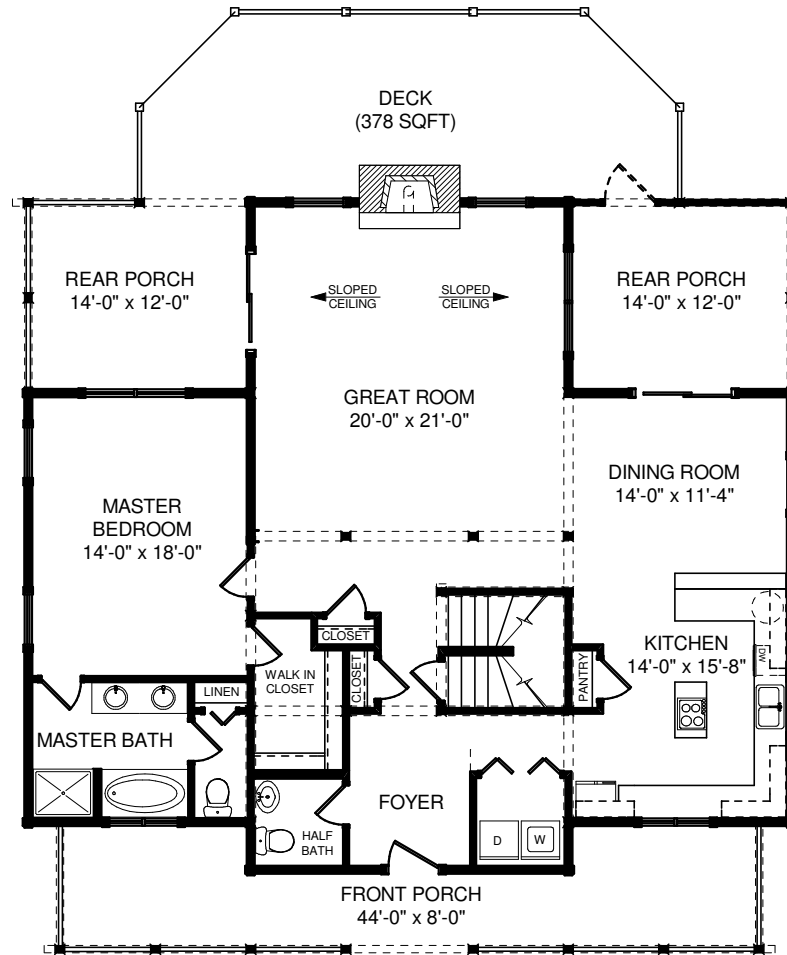 DECK
(378 SQFT)
REAR PORCH
14'-0" x 12'-0"
SLOPED
CEILING
SLOPED
CEILING
REAR PORCH
14'-0" x 12'-0"
GREAT ROOM
20'-0" x 21'-0"
DINING ROOM
14'-0" x 11'-4"
MASTER
BEDROOM
14'-0" x 18'-0"
CLOSET
KITCHEN
14'-0" x 15'-8"
DW
WALK IN
CLOSET
CLOSET
PANTRY
LINEN
MASTER BATH
FOYER
HALF
BATH
D
W
FRONT PORCH
44'-0" x 8'-0"